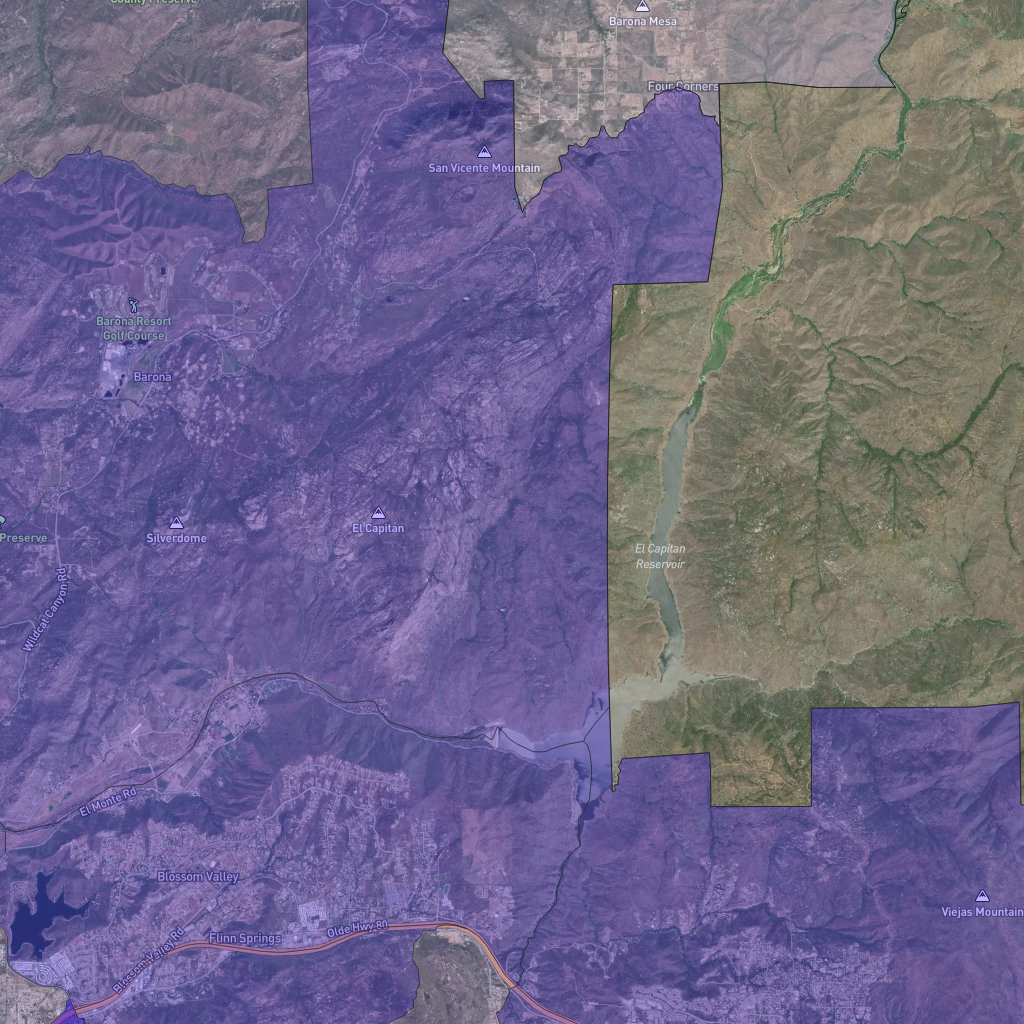 County Preserve
Barona Mesa
Four Corners
San Vicente Mountain
Barona Resort
Golf Course
Barona
El Capitan
Silverdome
Preserve
El Capitan
Reservoir
Wildcat Canyon Rd
El Monte Rd
Blossom Valley
Viejas Mountain
Olde Hwy 80
Flinn Springs
Blossom Valley Rd